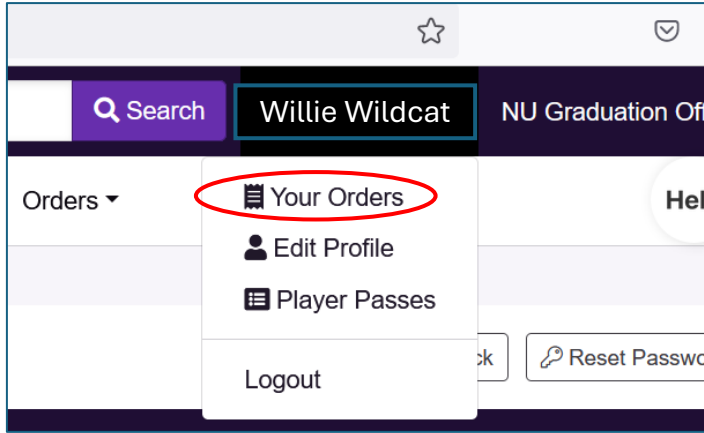 Search Willie Wildcat NU Graduation Off
Orders Your Orders Hel
Edit Profile
Player Passes
ck Reset Passwo
Logout